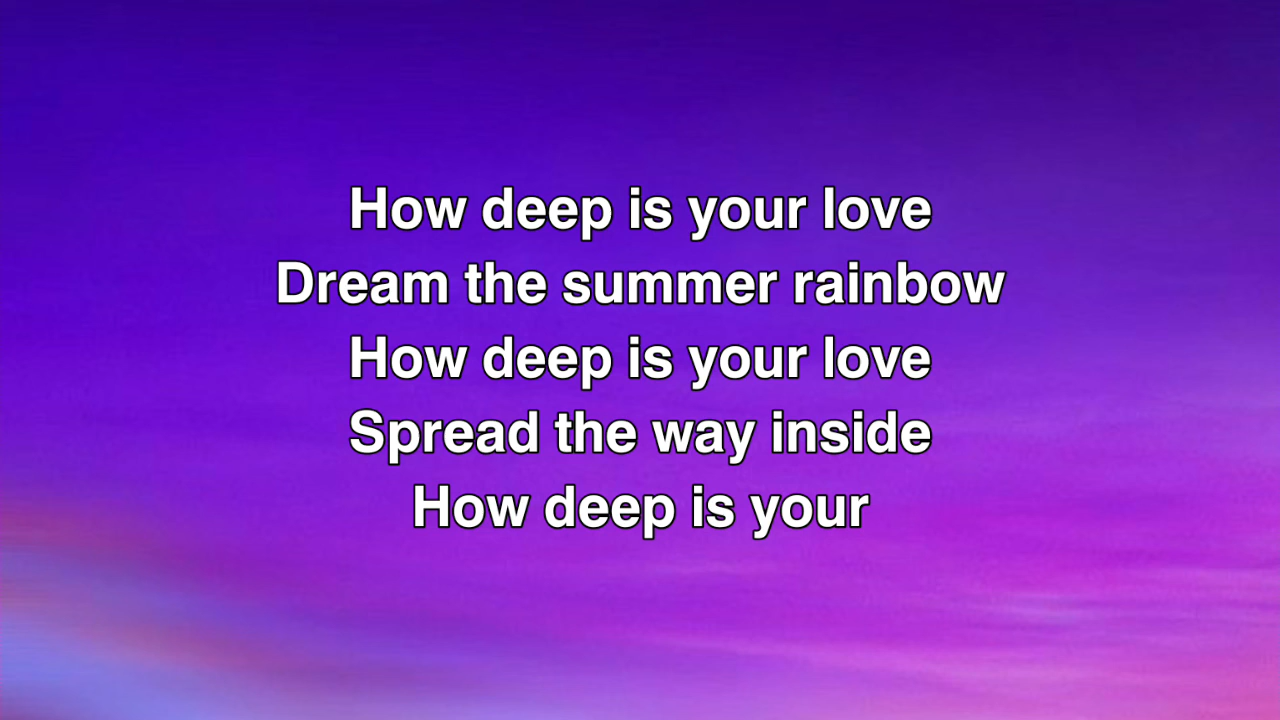 How deep is your love
Dream the summer rainbow
How deep is your love
Spread the way inside
How deep is your